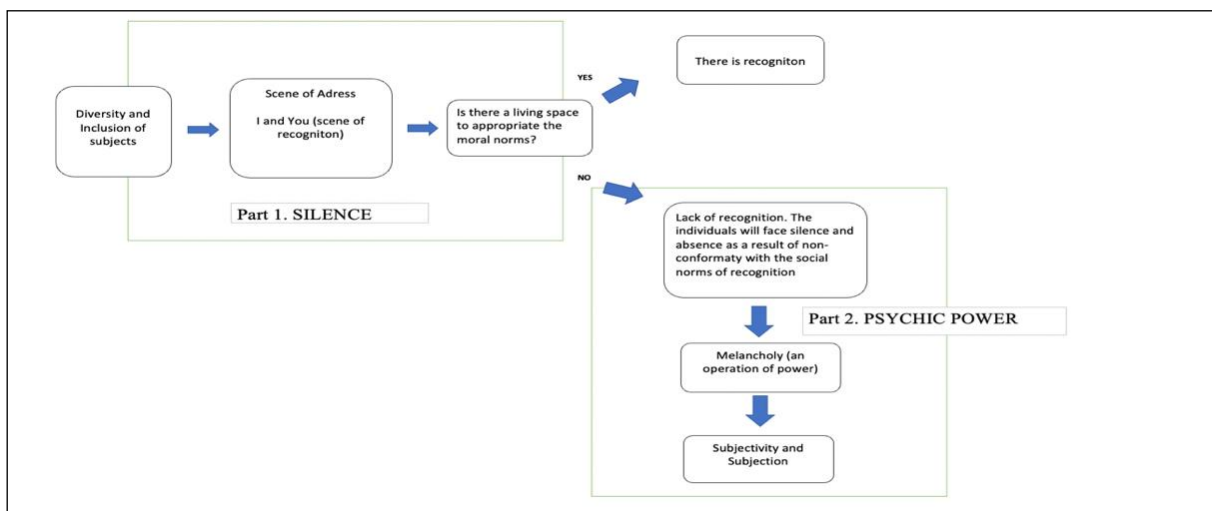 Diversity and
Inclusion of
subjects
Scene of Adress
I and You (scene of
recogniton)
Part 1. SILENCE
Is there a living space
to appropriate the
moral norms?
YES
There is recogniton
NO
Lack of recognition. The
individuals will face silence and
absence as a result of non-
conformaty with the social
norms of recognition
Part 2. PSYCHIC POWER
Melancholy (an
operation of power)
Subjectivity and
Subjection